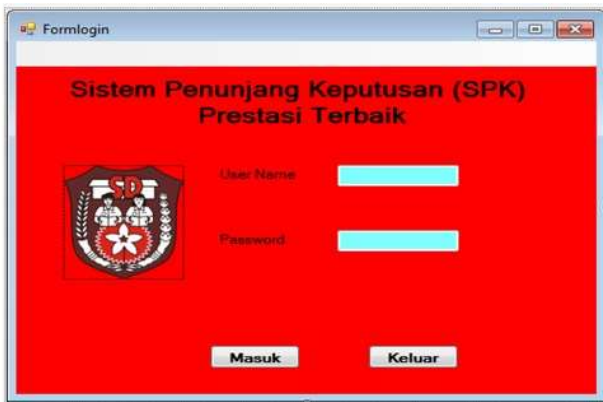 Formlogin
Sistem Penunjang Keputusan (SPK)
Prestasi Terbaik
SD
User Name
Password
Masuk
Keluar